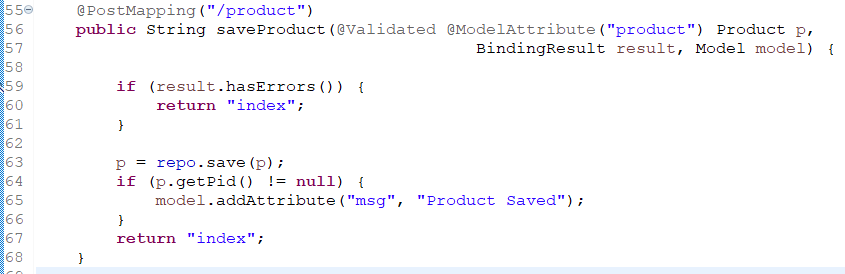 55 @PostMapping("/product")
56 public String saveProduct(@Validated @ModelAttribute("product") Product p,
57 BindingResult result, Model model) {
58
59 if (result.hasErrors()) {
60 return "index";
61 }
62
63 p = repo.save(p);
64 if (p.getPid() != null) {
65 model.addAttribute("msg", "Product Saved");
66 }
67 return "index";
68 }